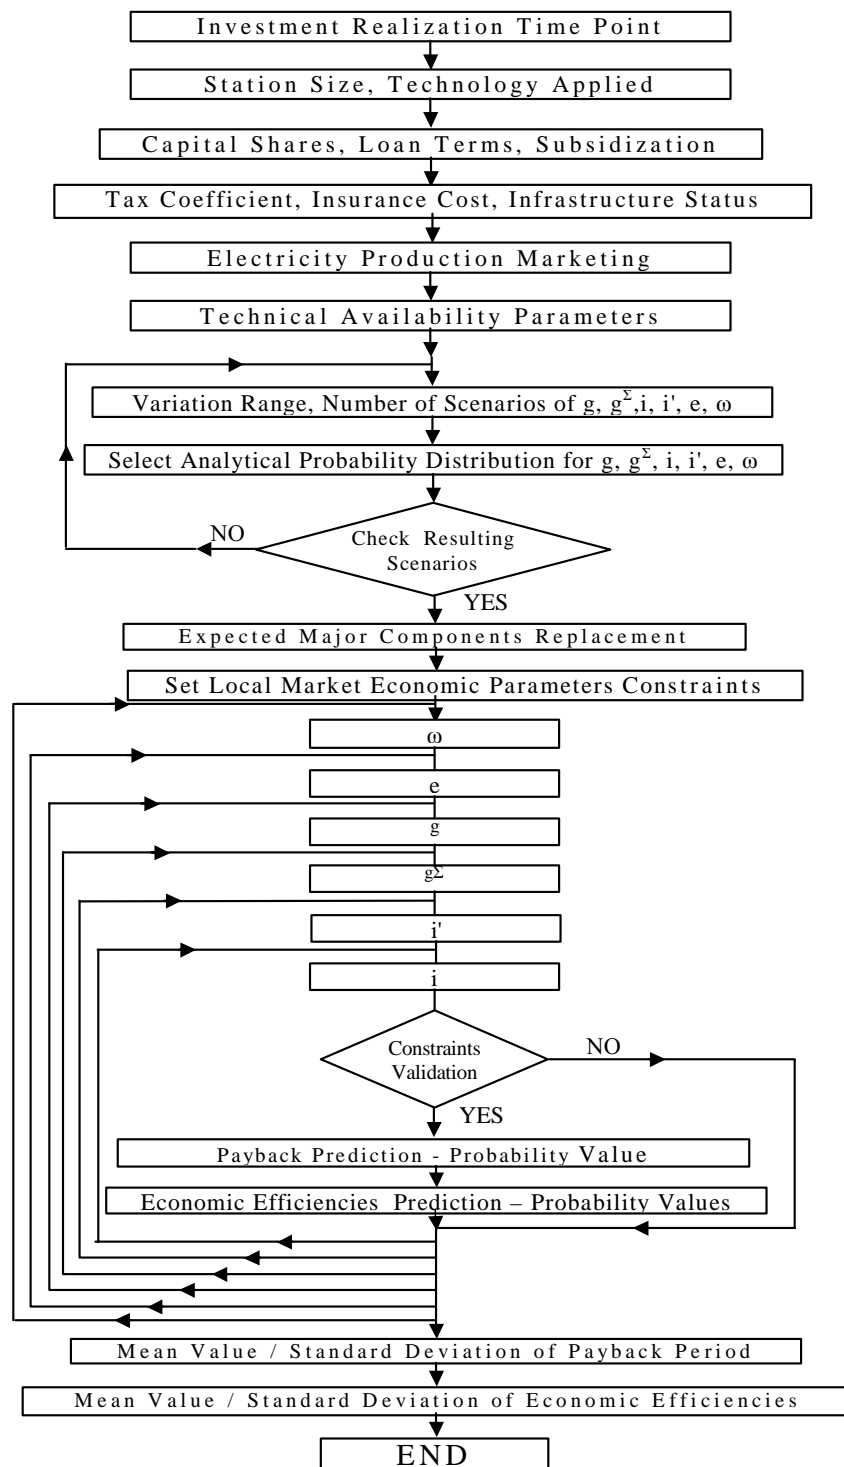 Investment Realization Time Point
Station Size, Technology Applied
Capital Shares, Loan Terms, Subsidization
Tax Coefficient, Insurance Cost, Infrastructure Status
Electricity Production Marketing
Technical Availability Parameters
Variation Range, Number of Scenarios of g, g^Σ,i, i', e, ω
Select Analytical Probability Distribution for g, g^Σ, i, i', e, ω
NO
Check Resulting
Scenarios
YES
Expected Major Components Replacement
Set Local Market Economic Parameters Constraints
ω
e
g
gΣ
i'
i
Constraints
Validation
NO
YES
Payback Prediction - Probability Value
Economic Efficiencies Prediction – Probability Values
Mean Value / Standard Deviation of Payback Period
Mean Value / Standard Deviation of Economic Efficiencies
END